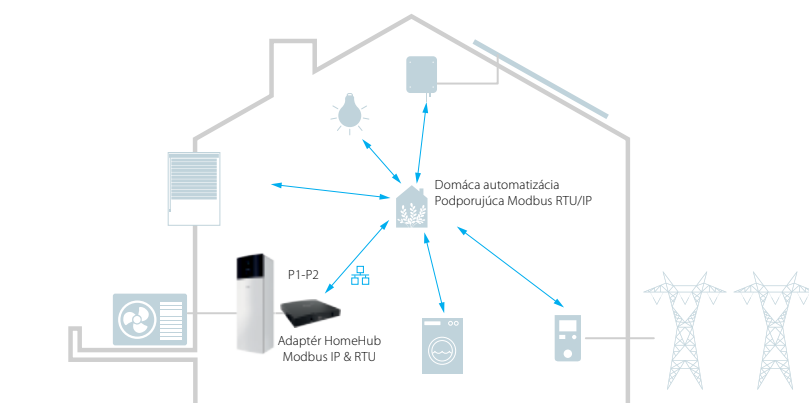 Domáca automatizácia
Podporujúca Modbus RTU/IP
P1-P2
Adaptér HomeHub
Modbus IP & RTU